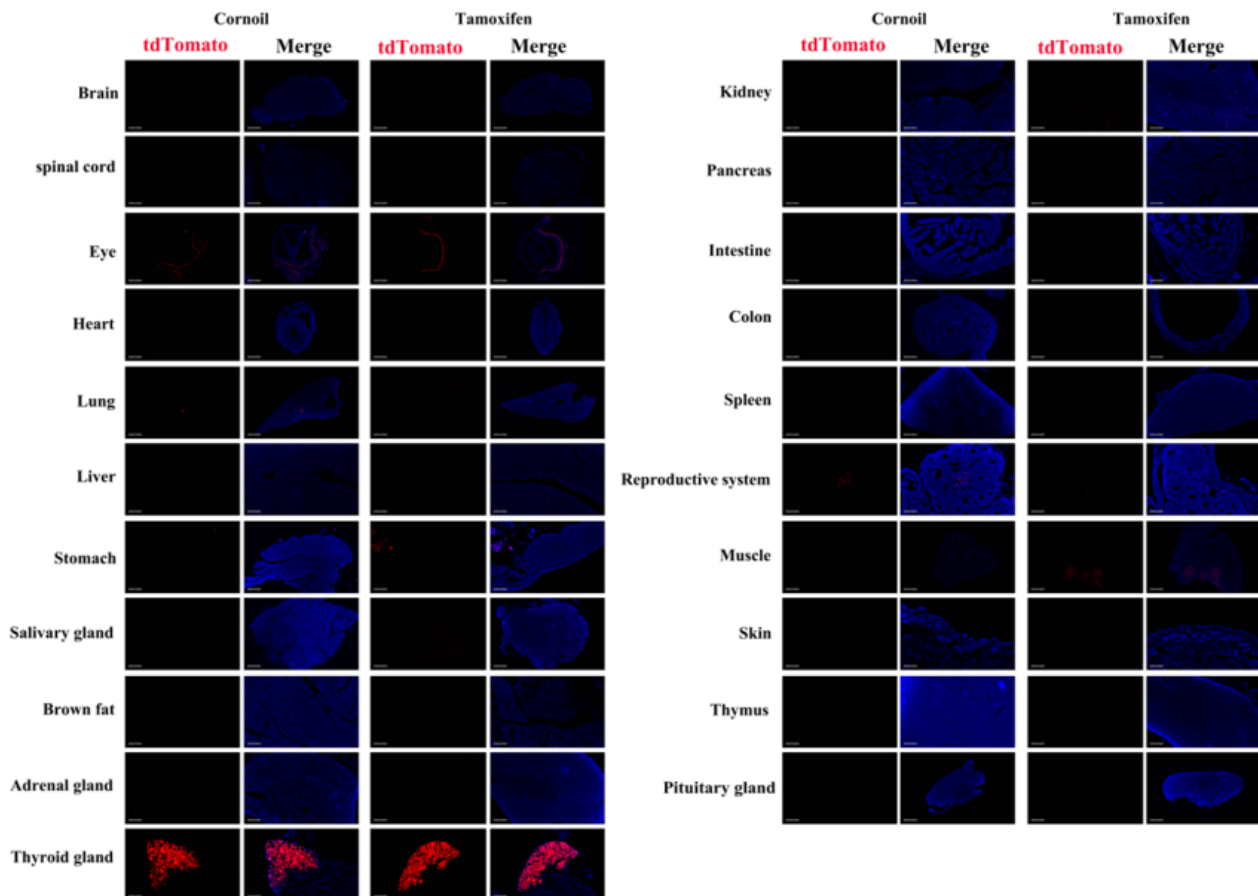 Cornoil Tamoxifen
tdTomato Merge tdTomato Merge
Brain
spinal cord
Eye
Heart
Lung
Liver
Stomach
Salivary gland
Brown fat
Adrenal gland
Thyroid gland
Cornoil Tamoxifen
tdTomato Merge tdTomato Merge
Kidney
Pancreas
Intestine
Colon
Spleen
Reproductive system
Muscle
Skin
Thymus
Pituitary gland